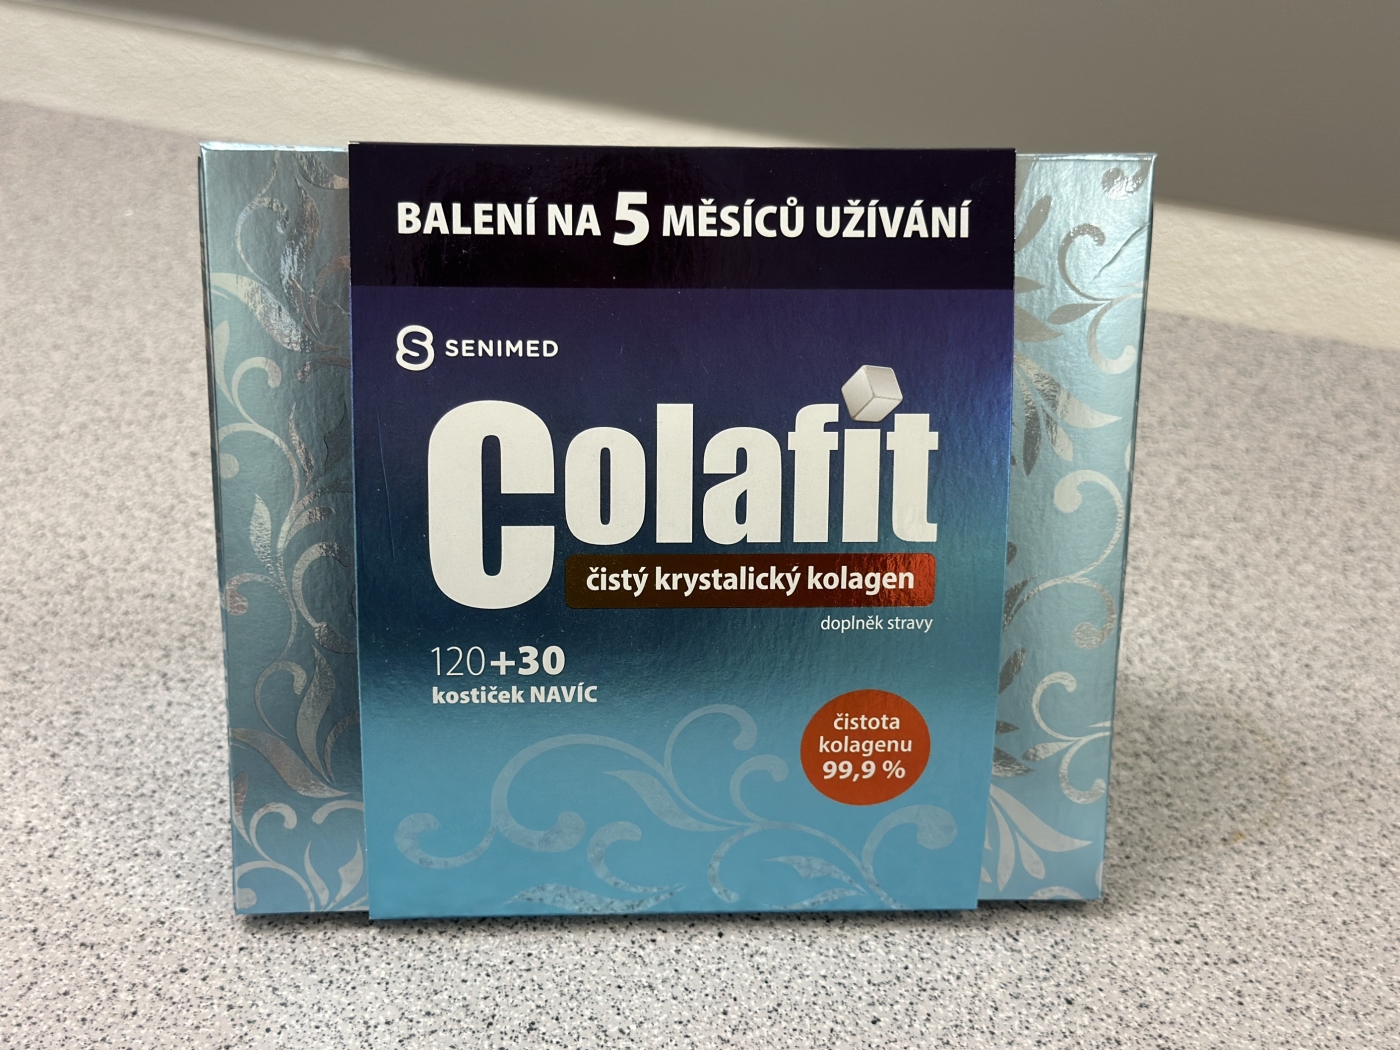 BALENÍ NA 5 MĚSÍCŮ UŽÍVÁNÍ
SENIMED
Colafit
čistý krystalický kolagen
doplněk stravy
120+30
kostiček NAVÍC
čistota
kolagenu
99,9 %